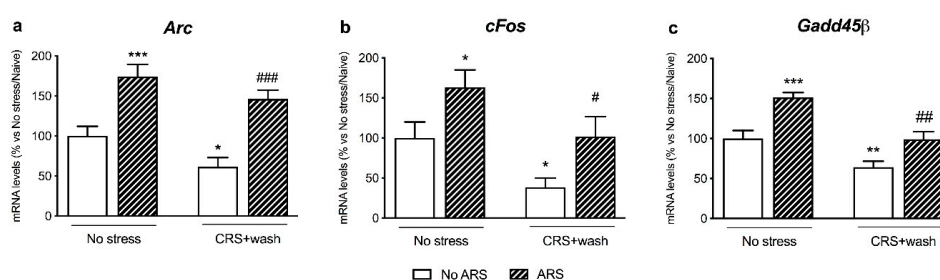 a
Arc
mRNA levels (% vs No stress/Naive)
200
150
100
50
0
***
*
###
No stress
CRS+wash
b
cFos
mRNA levels (% vs No stress/Naive)
200
150
100
50
0
*
*
#
No stress
CRS+wash
c
Gadd45β
mRNA levels (% vs No stress/Naive)
200
150
100
50
0
***
**
##
No stress
CRS+wash
No ARS
ARS